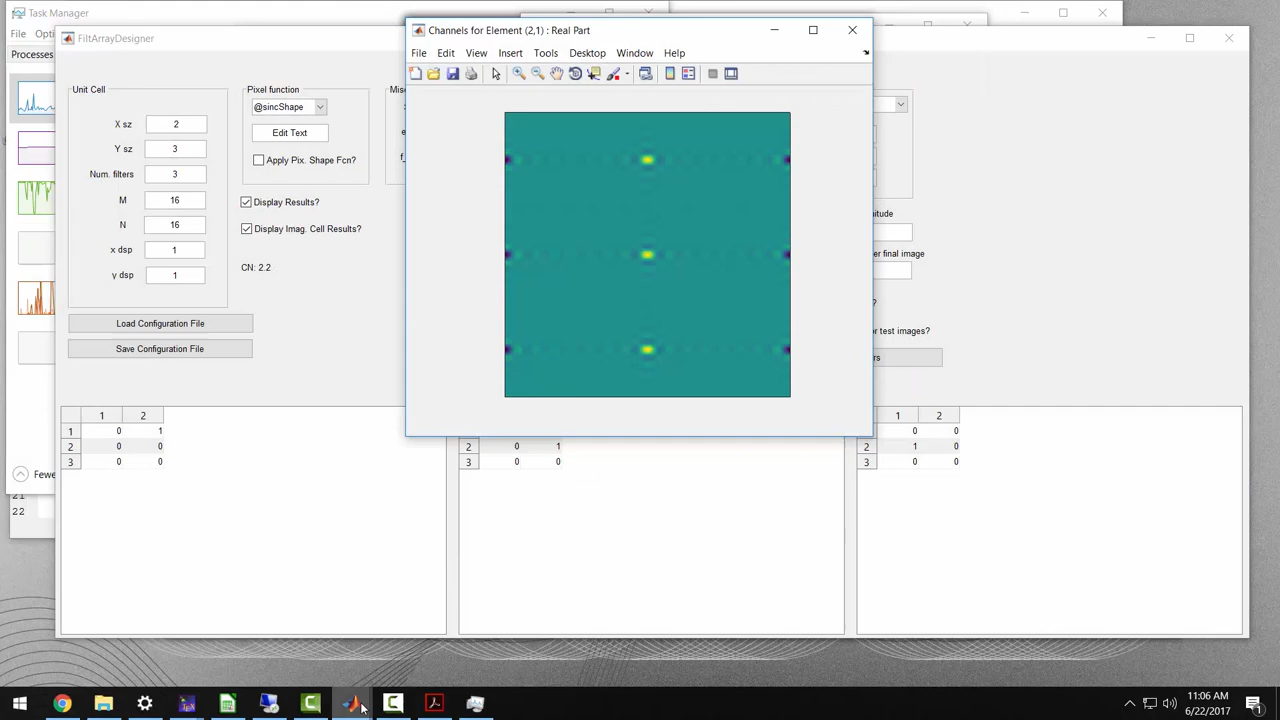 Task Manager
File Opti
Processes
FiltArrayDesigner
Unit Cell
X sz 2
Y sz 3
Num. filters 3
M 16
N 16
x dsp 1
y dsp 1
Load Configuration File
Save Configuration File
Pixel function
@sincShape
Edit Text
Apply Pix. Shape Fcn?
Display Results?
Display Imag. Cell Results?
CN: 2.2
Channels for Element (2,1) : Real Part
File Edit View Insert Tools Desktop Window Help
er final image
or test images?
1 2
1 0 1
2 0 0
3 0 0
2 0 1
3 0 0
1 2
0 0
2 1 0
3 0 0
Fewe
21
22
11:06 AM
6/22/2017
1